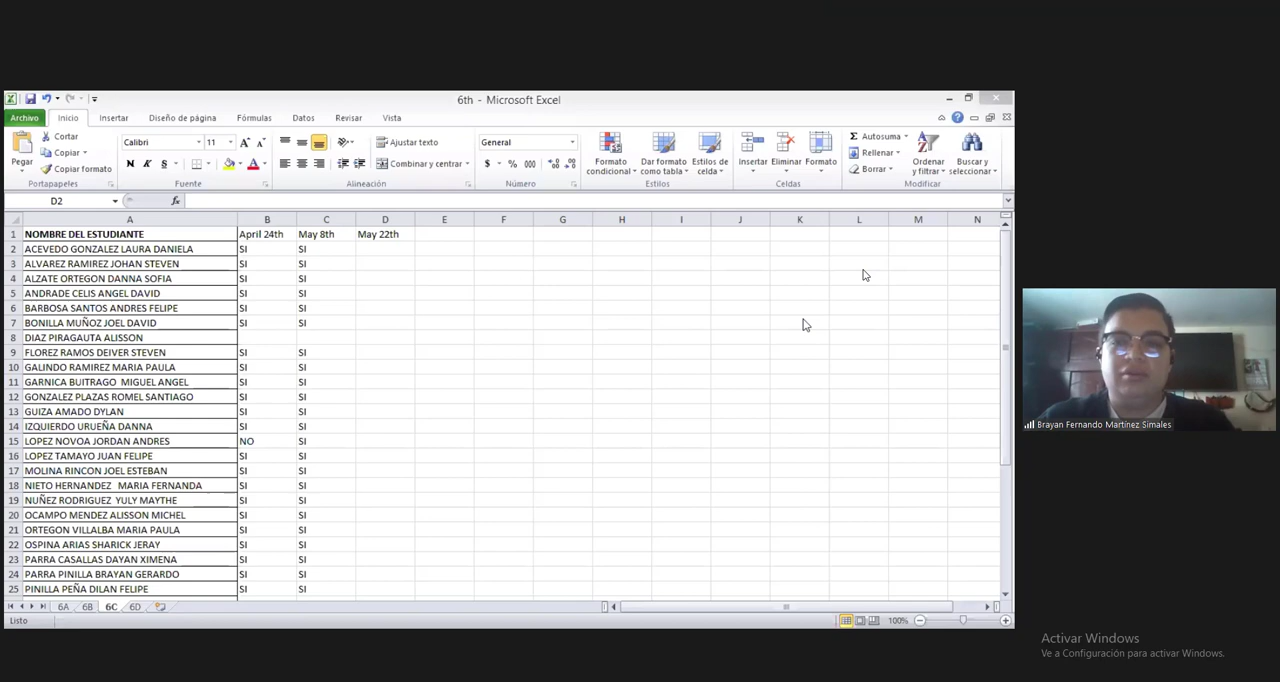 6th - Microsoft Excel
Archivo Inicio Insertar Diseño de página Fórmulas Datos Revisar Vista
Pegar
Cortar
Copiar
Copiar formato
Portapapeles
Calibri 11
N K S
Fuente
Ajustar texto
Combinar y centrar
Alineación
General
$ % 000
Número
Formato condicional
Dar formato como tabla
Estilos de celda
Estilos
Insertar Eliminar Formato
Celdas
Autosuma
Rellenar
Borrar
Ordenar y filtrar
Buscar y seleccionar
Modificar
D2 fx
A B C D E F G H I J K L M N
1 NOMBRE DEL ESTUDIANTE April 24th May 8th May 22th
2 ACEVEDO GONZALEZ LAURA DANIELA SI SI
3 ALVAREZ RAMIREZ JOHAN STEVEN SI SI
4 ALZATE ORTEGON DANNA SOFIA SI SI
5 ANDRADE CELIS ANGEL DAVID SI SI
6 BARBOSA SANTOS ANDRES FELIPE SI SI
7 BONILLA MUÑOZ JOEL DAVID SI SI
8 DIAZ PIRAGAUTA ALISSON
9 FLOREZ RAMOS DEIVER STEVEN SI SI
10 GALINDO RAMIREZ MARIA PAULA SI SI
11 GARNICA BUITRAGO MIGUEL ANGEL SI SI
12 GONZALEZ PLAZAS ROMEL SANTIAGO SI SI
13 GUIZA AMADO DYLAN SI SI
14 IZQUIERDO URUEÑA DANNA SI SI
15 LOPEZ NOVOA JORDAN ANDRES NO SI
16 LOPEZ TAMAYO JUAN FELIPE SI SI
17 MOLINA RINCON JOEL ESTEBAN SI SI
18 NIETO HERNANDEZ MARIA FERNANDA SI SI
19 NUÑEZ RODRIGUEZ YULY MAYTHE SI SI
20 OCAMPO MENDEZ ALISSON MICHEL SI SI
21 ORTEGON VILLALBA MARIA PAULA SI SI
22 OSPINA ARIAS SHARICK JERAY SI SI
23 PARRA CASALLAS DAYAN XIMENA SI SI
24 PARRA PINILLA BRAYAN GERARDO SI SI
25 PINILLA PEÑA DILAN FELIPE SI SI
6A 6B 6C 6D
Listo 100%
Brayan Fernando Martínez Simales
Activar Windows
Ve a Configuración para activar Windows.